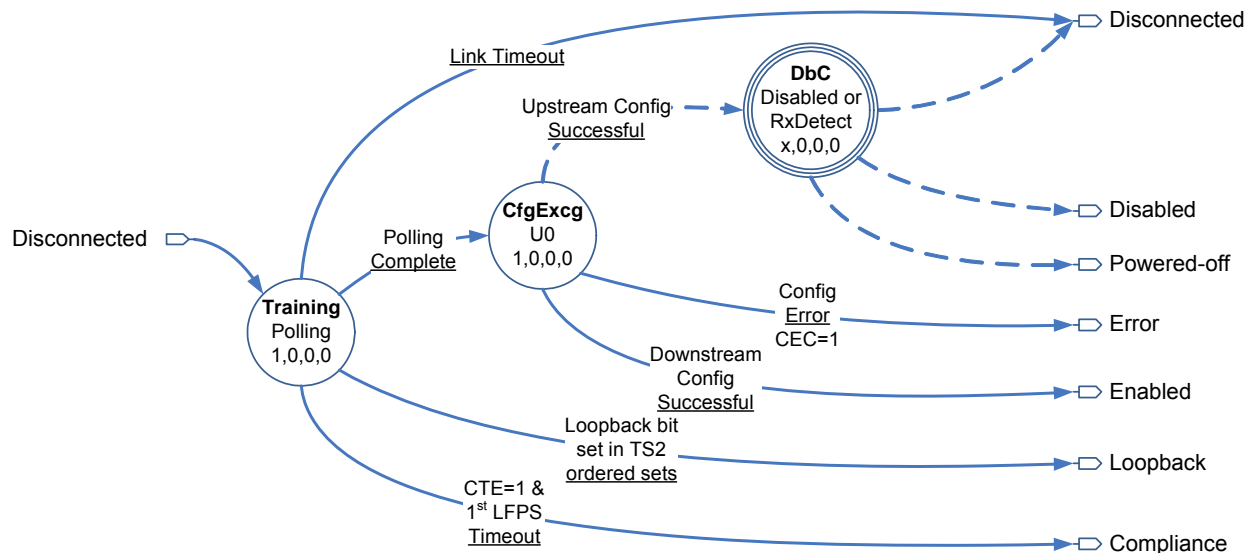 Disconnected
Link Timeout
DbC
Disabled or
RxDetect
x,0,0,0
Upstream Config
Successful
CfgExcg
U0
1,0,0,0
Disabled
Disconnected
Polling
Complete
Powered-off
Training
Polling
1,0,0,0
Config
Error
CEC=1
Error
Downstream
Config
Successful
Enabled
Loopback bit
set in TS2
ordered sets
Loopback
CTE=1 &
1st LFPS
Timeout
Compliance